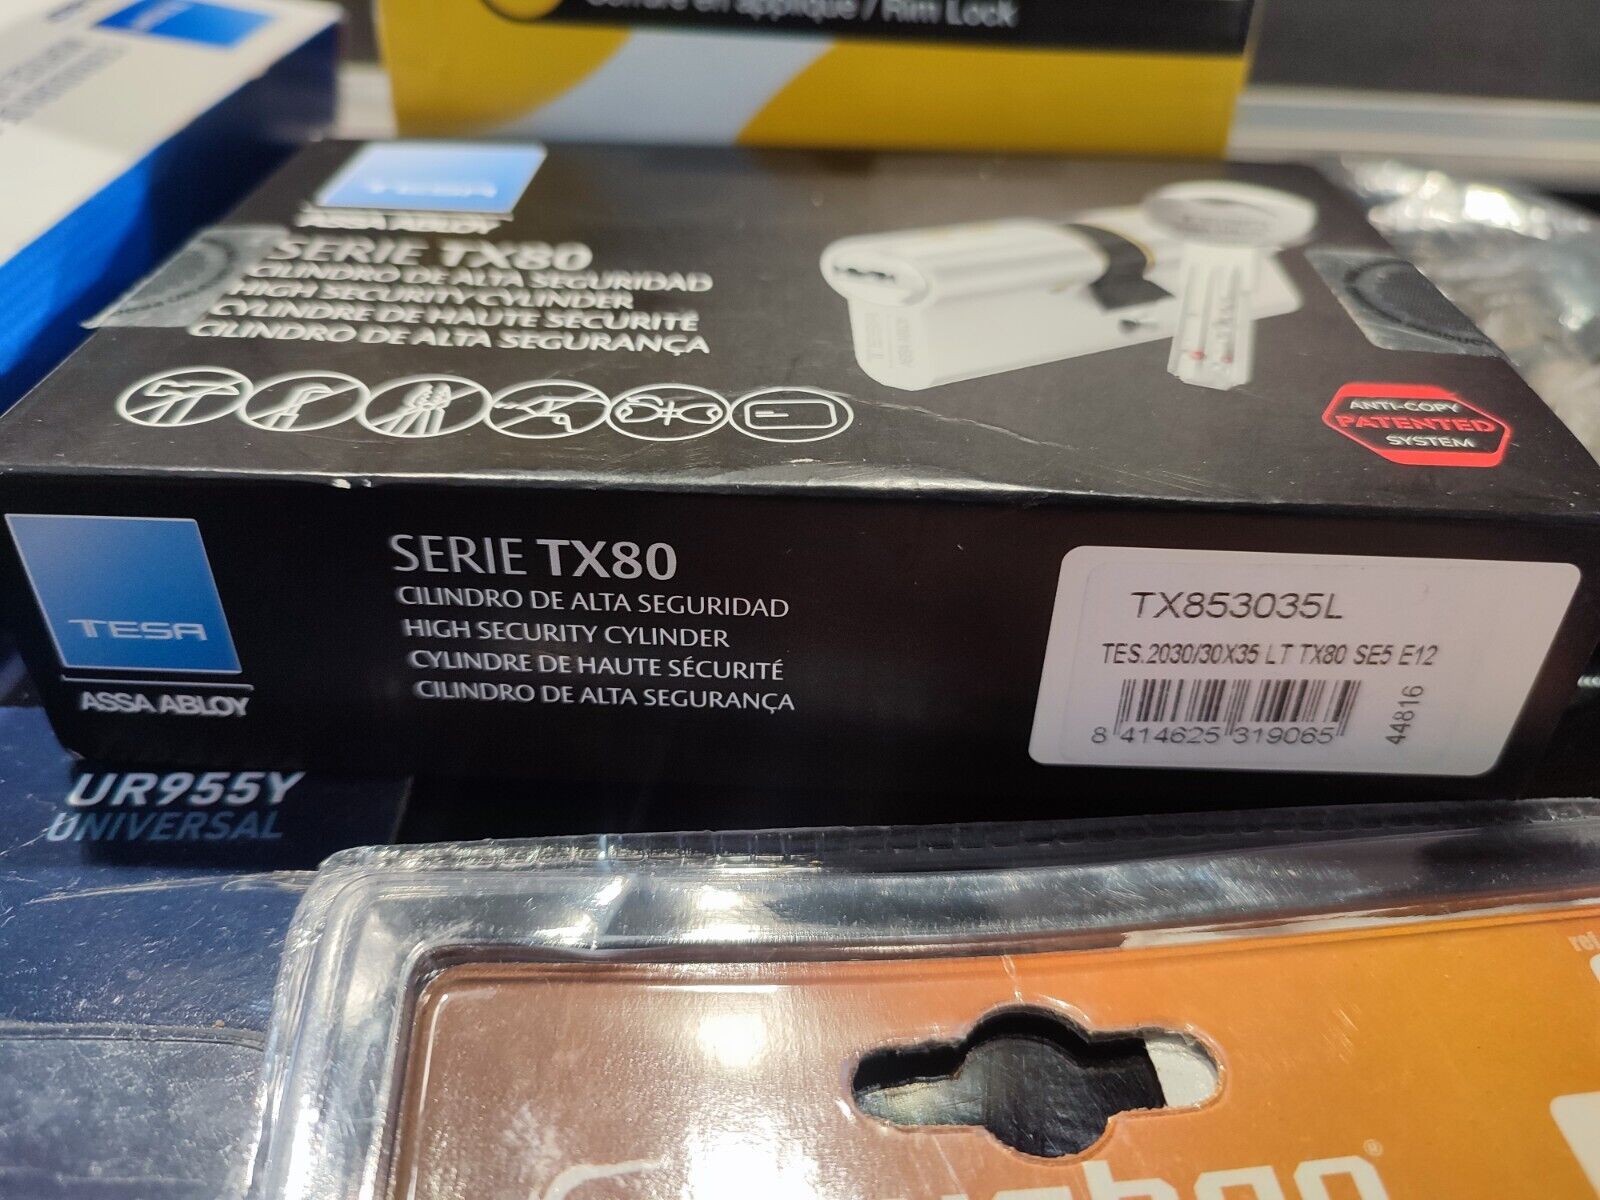 Serrure en applique / Rim Lock
TESA
ASSA ABLOY
SERIE TX80
CILINDRO DE ALTA SEGURIDAD
HIGH SECURITY CYLINDER
CYLINDRE DE HAUTE SÉCURITÉ
CILINDRO DE ALTA SEGURANÇA
ANTI-COPY
PATENTED
SYSTEM
TESA
ASSA ABLOY
SERIE TX80
CILINDRO DE ALTA SEGURIDAD
HIGH SECURITY CYLINDER
CYLINDRE DE HAUTE SÉCURITÉ
CILINDRO DE ALTA SEGURANÇA
TX853035L
TES.2030/30X35 LT TX80 SE5 E12
8 414625 319065
44816
UR955Y
UNIVERSAL
ref